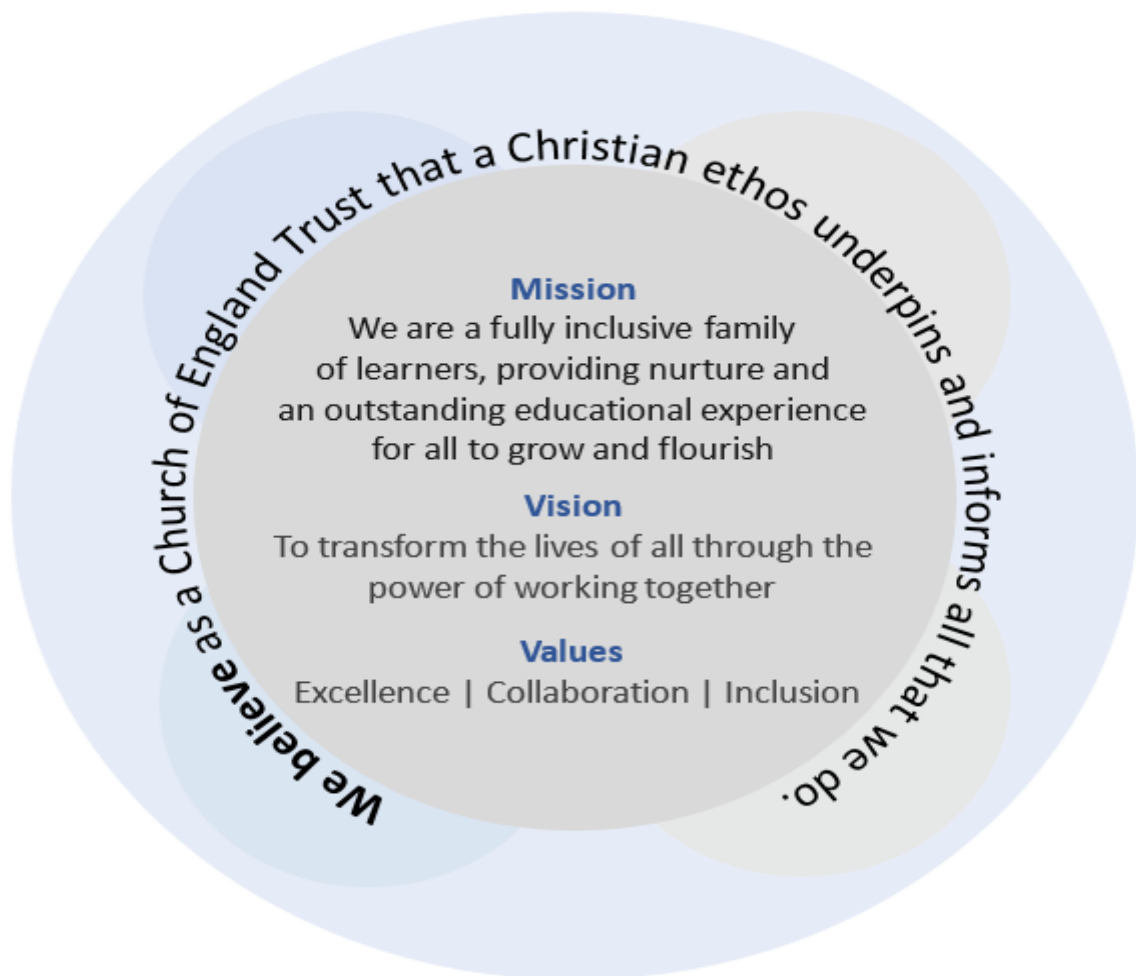 We believe as a Church of England Trust that a Christian ethos underpins and informs all that we do.
Mission
We are a fully inclusive family
of learners, providing nurture and
an outstanding educational experience
for all to grow and flourish
Vision
To transform the lives of all through the
power of working together
Values
Excellence | Collaboration | Inclusion